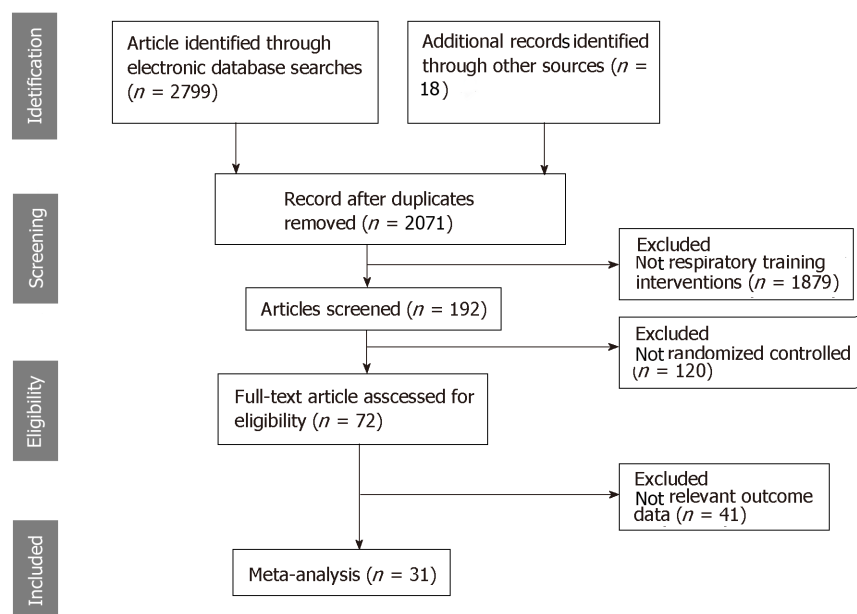 Idetification
Article identified through
electronic database searches
(n = 2799)
Additional records identified
through other sources (n =
18)
Screening
Record after duplicates
removed (n = 2071)
Excluded
Not respiratory training
interventions (n = 1879)
Articles screened (n = 192)
Excluded
Not randomized controlled
(n = 120)
Eligibility
Full-text article asscessed for
eligibility (n = 72)
Excluded
Not relevant outcome
data (n = 41)
Included
Meta-analysis (n = 31)